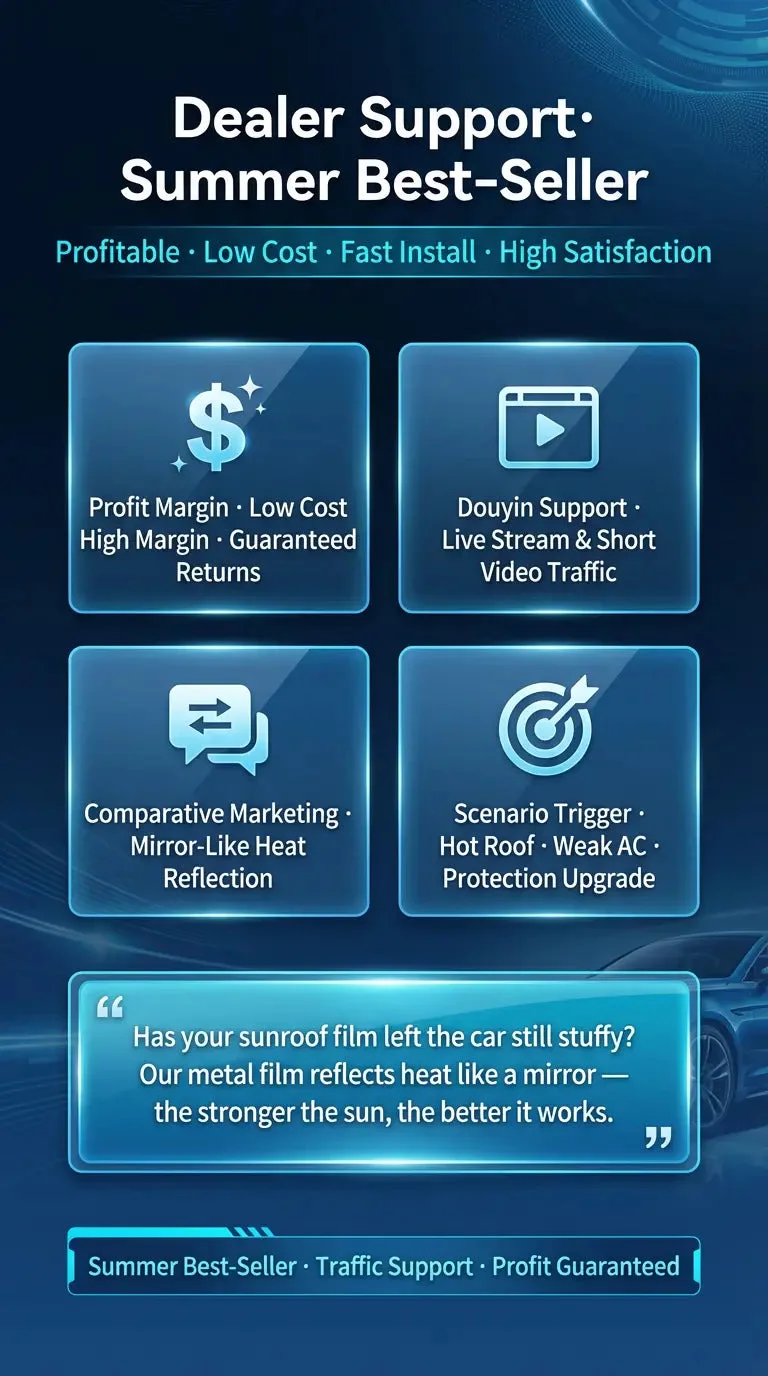 Dealer Support·
Summer Best-Seller
Profitable · Low Cost · Fast Install · High Satisfaction
$
Profit Margin · Low Cost
High Margin · Guaranteed
Returns
Douyin Support ·
Live Stream & Short
Video Traffic
Comparative Marketing ·
Mirror-Like Heat
Reflection
Scenario Trigger ·
Hot Roof · Weak AC ·
Protection Upgrade
“
Has your sunroof film left the car still stuffy?
Our metal film reflects heat like a mirror —
the stronger the sun, the better it works.
”
Summer Best-Seller · Traffic Support · Profit Guaranteed